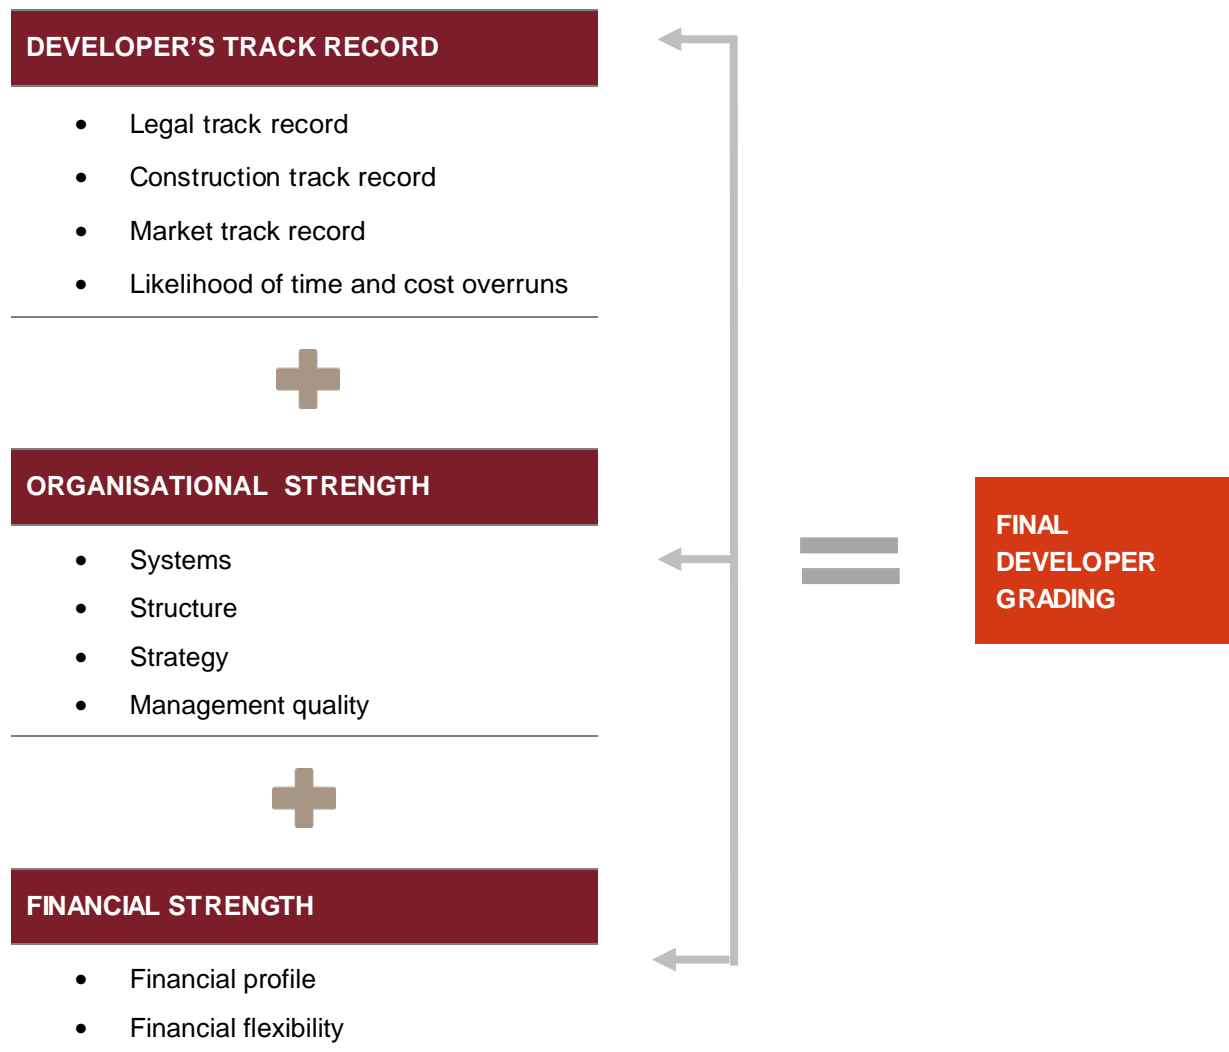 DEVELOPER’S TRACK RECORD
• Legal track record
• Construction track record
• Market track record
• Likelihood of time and cost overruns
ORGANISATIONAL STRENGTH
• Systems
• Structure
• Strategy
• Management quality
FINANCIAL STRENGTH
• Financial profile
• Financial flexibility
FINAL
DEVELOPER
GRADING